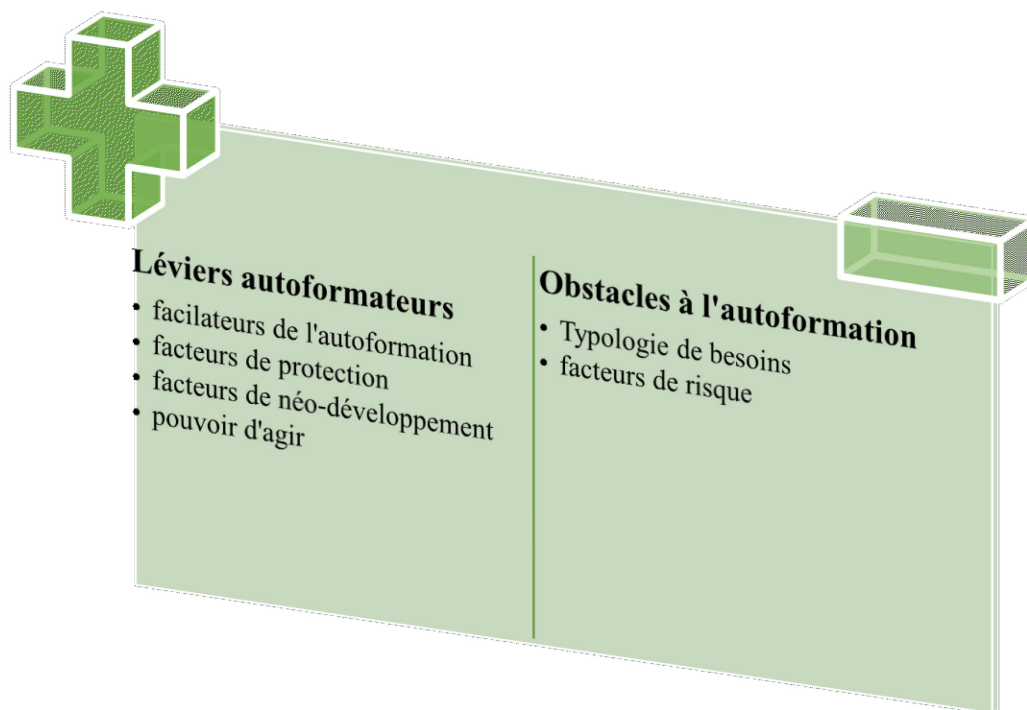 Léviers autoformateurs
• facilateurs de l'autoformation
• facteurs de protection
• facteurs de néo-développement
• pouvoir d'agir
Obstacles à l'autoformation
• Typologie de besoins
• facteurs de risque